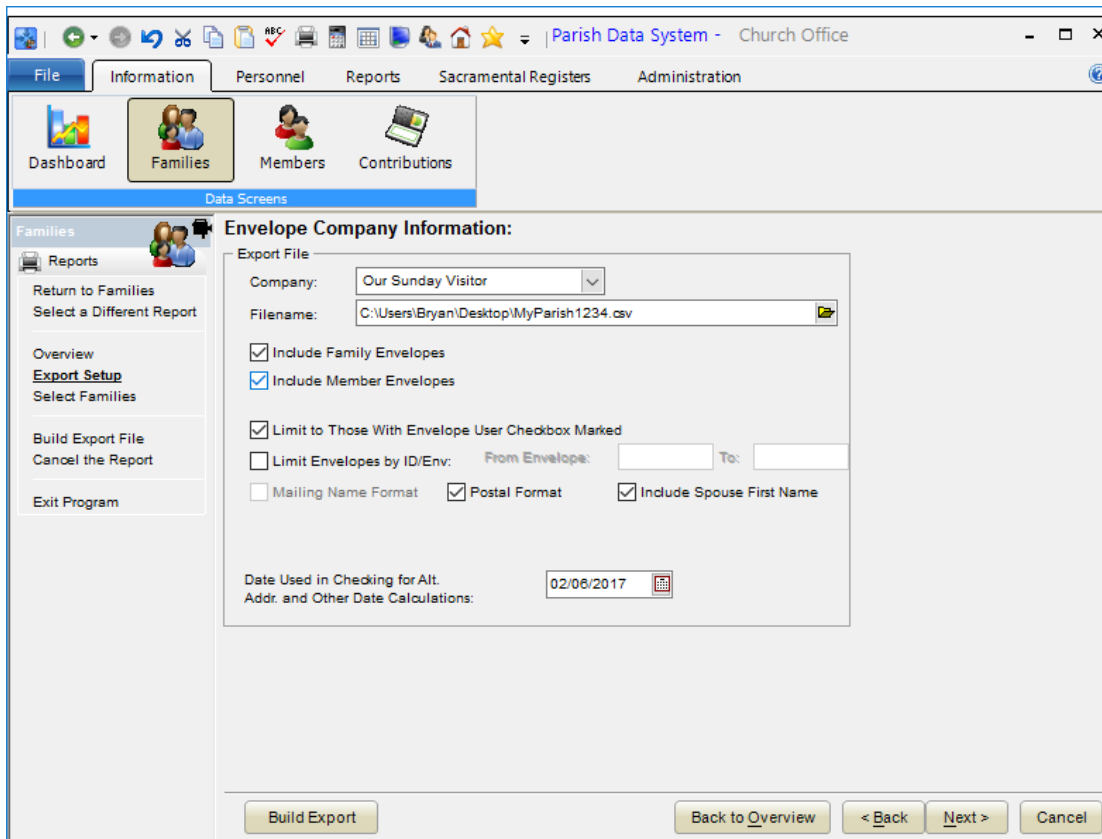 ABC
Parish Data System - Church Office
File Information Personnel Reports Sacramental Registers Administration
Dashboard Families Members Contributions
Data Screens
Families
Reports
Return to Families
Select a Different Report
Overview
Export Setup
Select Families
Build Export File
Cancel the Report
Exit Program
Envelope Company Information:
Export File
Company: Our Sunday Visitor
Filename: C:\Users\Bryan\Desktop\MyParish1234.csv
Include Family Envelopes
Include Member Envelopes
Limit to Those With Envelope User Checkbox Marked
Limit Envelopes by ID/Env: From Envelope: To:
Mailing Name Format Postal Format Include Spouse First Name
Date Used in Checking for Alt.
Addr. and Other Date Calculations: 02/06/2017
Build Export Back to Overview < Back Next > Cancel